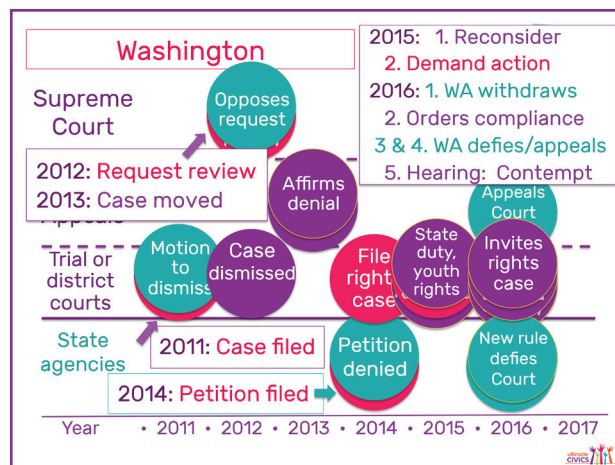 Washington
2015: 1. Reconsider
2. Demand action
2016: 1. WA withdraws
2. Orders compliance
3 & 4. WA defies/appeals
5. Hearing: Contempt
Supreme
Court
Opposes
request
2012: Request review
2013: Case moved
Appeals
Affirms
denial
Appeals
Court
Trial or
district
courts
Motion
to
dismiss
Case
dismissed
File
rights
case
State
duty,
youth
rights
Invites
rights
case
State
agencies
2011: Case filed
2014: Petition filed
Petition
denied
New rule
defies
Court
Year • 2011 • 2012 • 2013 • 2014 • 2015 • 2016 • 2017
ultimate
CIVICS